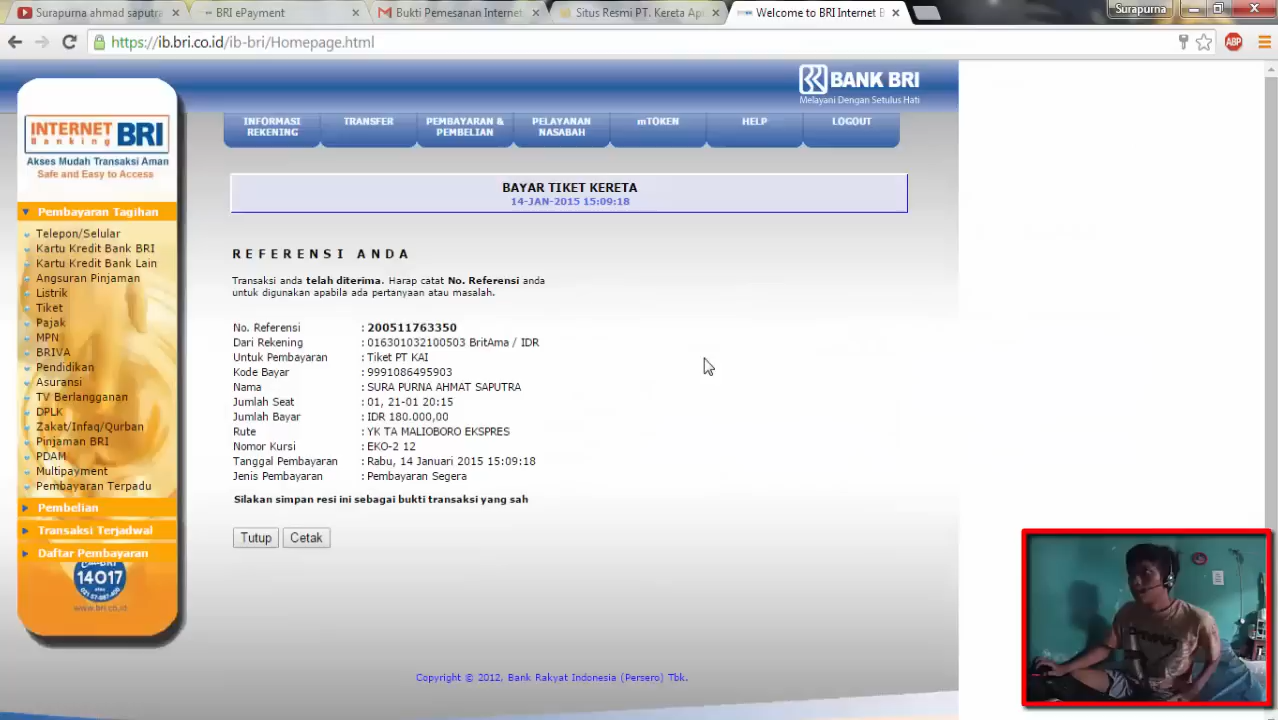 Surapurna ahmad saputra
BRI ePayment
Bukti Pemesanan Internet
Situs Resmi PT. Kereta Api
Welcome to BRI Internet B
Surapurna
https://ib.bri.co.id/ib-bri/Homepage.html
ABP
BANK BRI
Melayani Dengan Setulus Hati
INTERNET
Banking
BRI
Akses Mudah Transaksi Aman
Safe and Easy to Access
INFORMASI
REKENING
TRANSFER
PEMBAYARAN &
PEMBELIAN
PELAYANAN
NASABAH
mTOKEN
HELP
LOGOUT
Pembayaran Tagihan
Telepon/Selular
Kartu Kredit Bank BRI
Kartu Kredit Bank Lain
Angsuran Pinjaman
Listrik
Tiket
Pajak
MPN
BRIVA
Pendidikan
Asuransi
TV Berlangganan
DPLK
Zakat/Infaq/Qurban
Pinjaman BRI
PDAM
Multipayment
Pembayaran Terpadu
Pembelian
Transaksi Terjadwal
Daftar Pembayaran
14017
www.bri.co.id
BAYAR TIKET KERETA
14-JAN-2015 15:09:18
REFERENSI ANDA
Transaksi anda telah diterima. Harap catat No. Referensi anda
untuk digunakan apabila ada pertanyaan atau masalah.
No. Referensi : 200511763350
Dari Rekening : 016301032100503 BritAma / IDR
Untuk Pembayaran : Tiket PT KAI
Kode Bayar : 9991086495903
Nama : SURA PURNA AHMAT SAPUTRA
Jumlah Seat : 01, 21-01 20:15
Jumlah Bayar : IDR 180.000,00
Rute : YK TA MALIOBORO EKSPRES
Nomor Kursi : EKO-2 12
Tanggal Pembayaran : Rabu, 14 Januari 2015 15:09:18
Jenis Pembayaran : Pembayaran Segera
Silakan simpan resi ini sebagai bukti transaksi yang sah
Tutup
Cetak
Copyright © 2012, Bank Rakyat Indonesia (Persero) Tbk.